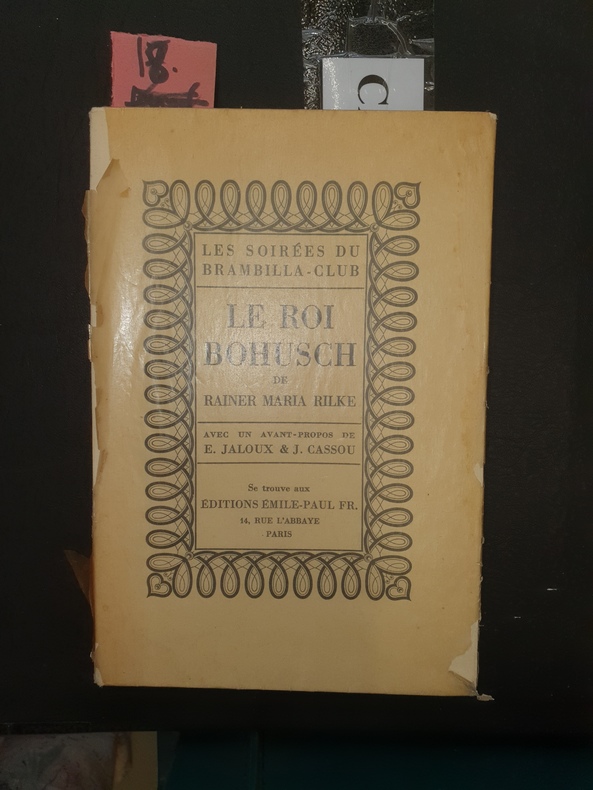 18.
C
LES SOIRÉES DU
BRAMBILLA-CLUB
LE ROI
BOHUSCH
DE
RAINER MARIA RILKE
AVEC UN AVANT-PROPOS DE
E. JALOUX & J. CASSOU
Se trouve aux
ÉDITIONS ÉMILE-PAUL FR.
14, RUE L'ABBAYE
PARIS